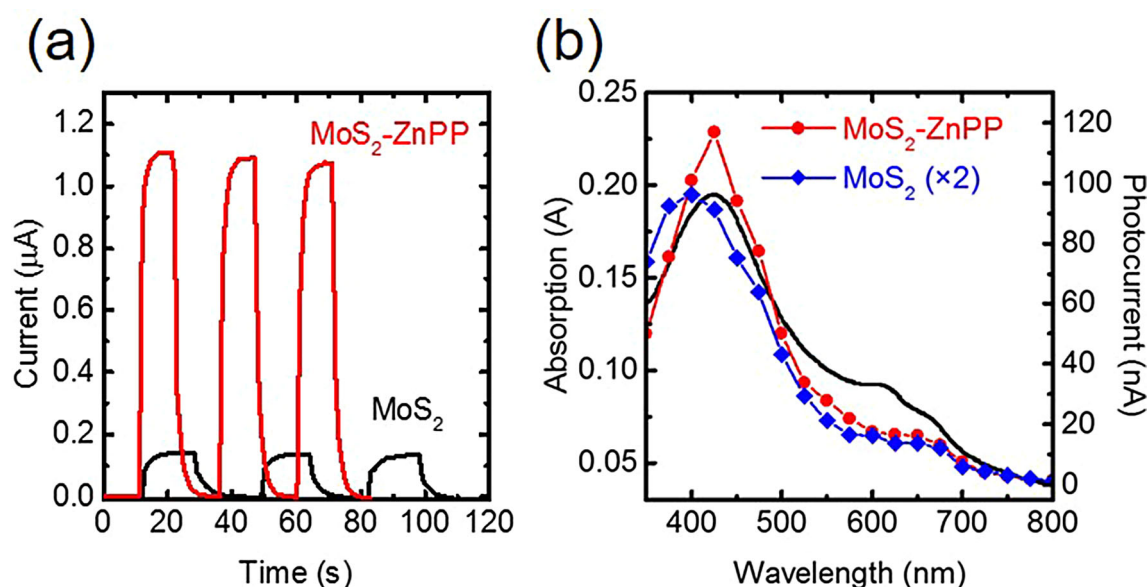 (a)
1.2
1.0
0.8
0.6
0.4
0.2
0.0
Current (μA)
MoS₂-ZnPP
MoS₂
0 20 40 60 80 100 120
Time (s)
(b)
0.25
0.20
0.15
0.10
0.05
Absorption (A)
MoS₂-ZnPP
MoS₂ (×2)
120
100
80
60
40
20
0
Photocurrent (nA)
400 500 600 700 800
Wavelength (nm)